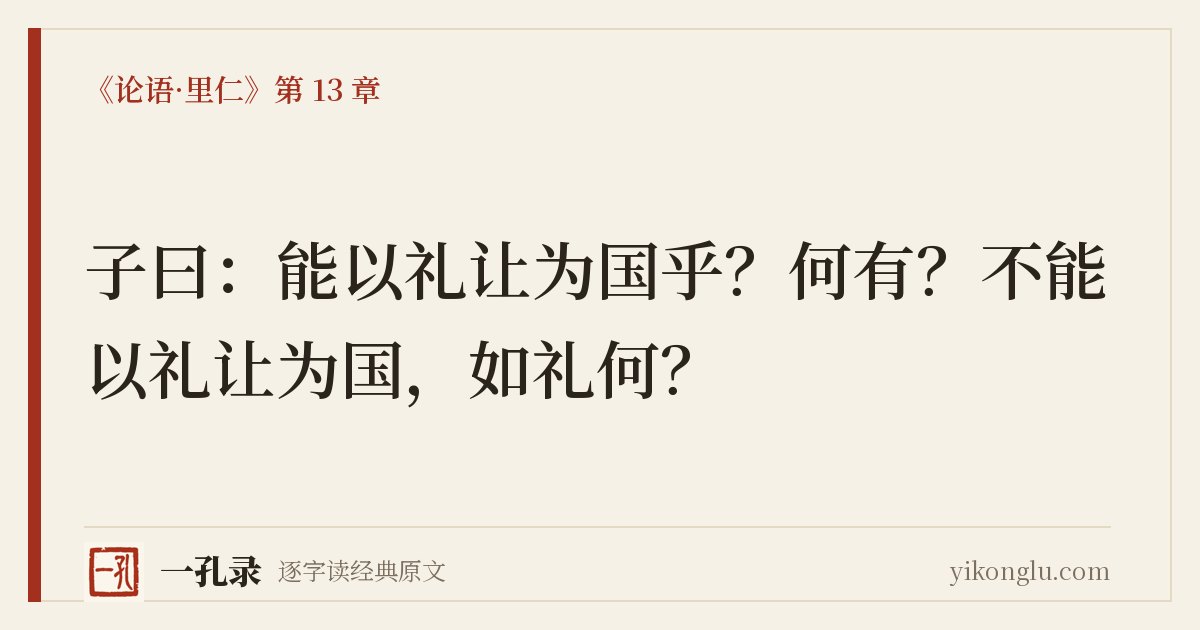 《论语·里仁》第 13 章
子曰：能以礼让为国乎？何有？不能
以礼让为国，如礼何？
一孔
一孔录 逐字读经典原文
yikonglu.com